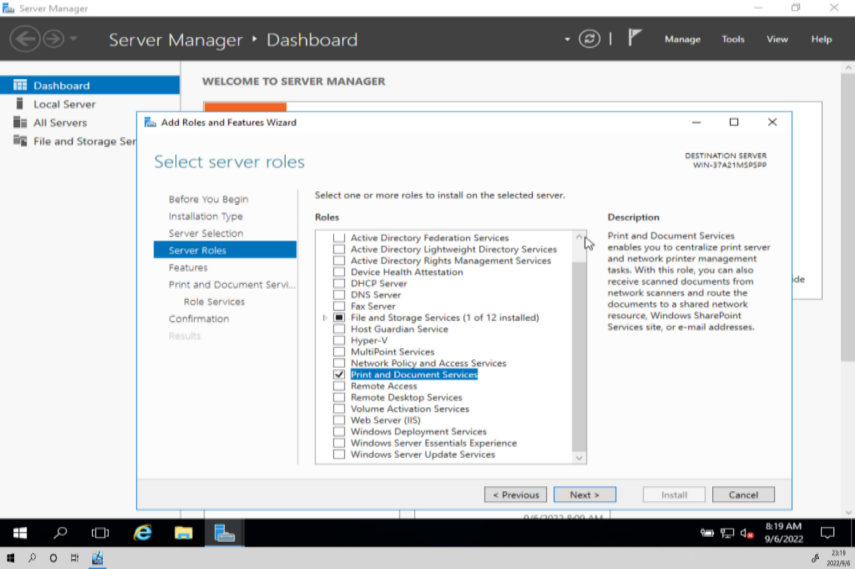 Server Manager
Server Manager ‣ Dashboard
Manage Tools View Help
Dashboard
Local Server
All Servers
File and Storage Ser
WELCOME TO SERVER MANAGER
Add Roles and Features Wizard
Select server roles
DESTINATION SERVER
WIN-37A21MSPSPP
Before You Begin
Installation Type
Server Selection
Server Roles
Features
Print and Document Servi...
Role Services
Confirmation
Results
Select one or more roles to install on the selected server.
Roles
Active Directory Federation Services
Active Directory Lightweight Directory Services
Active Directory Rights Management Services
Device Health Attestation
DHCP Server
DNS Server
Fax Server
File and Storage Services (1 of 12 installed)
Host Guardian Service
Hyper-V
MultiPoint Services
Network Policy and Access Services
Print and Document Services
Remote Access
Remote Desktop Services
Volume Activation Services
Web Server (IIS)
Windows Deployment Services
Windows Server Essentials Experience
Windows Server Update Services
Description
Print and Document Services
enables you to centralize print server
and network printer management
tasks. With this role, you can also
receive scanned documents from
network scanners and route the
documents to a shared network
resource, Windows SharePoint
Services site, or e-mail addresses.
ide
< Previous
Next >
Install
Cancel
9/6/2022 8:09 AM
8:19 AM
9/6/2022
23:19
2022/9/6